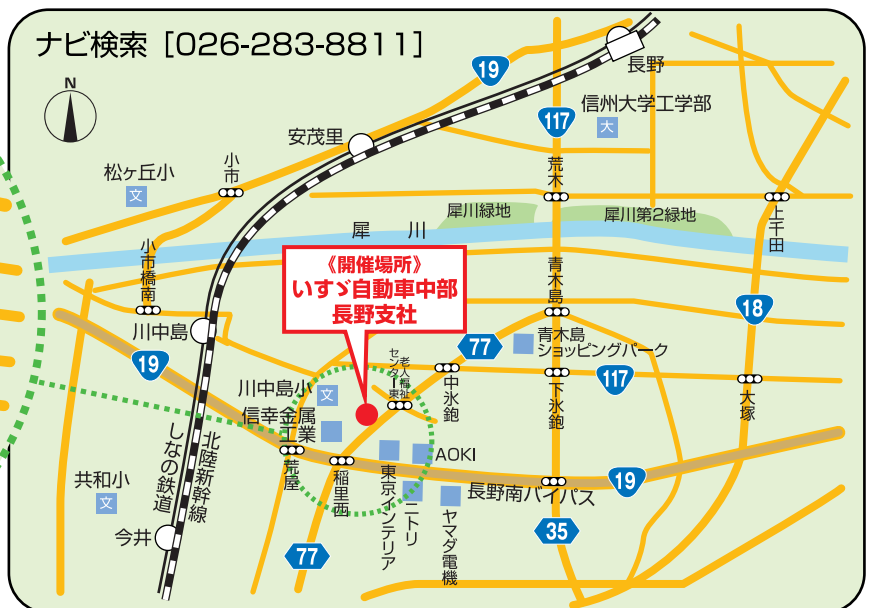 ナビ検索 [026-283-8811]
N
19
長野
117
信州大学工学部
大
安茂里
荒木
松ヶ丘小
文
小市
犀川緑地
犀川第2緑地
上千田
犀 川
小市橋南
《開催場所》
いすゞ自動車中部
長野支社
青木島
18
川中島
19
77
青木島
ショッピングパーク
老人福祉
センター東
中氷鉋
下氷鉋
117
大塚
川中島小
文
信幸金属
工業
AOKI
荒屋
稲里西
東京インテリア
ニトリ
ヤマダ電機
長野南バイパス
19
北陸新幹線
しなの鉄道
共和小
文
今井
77
35